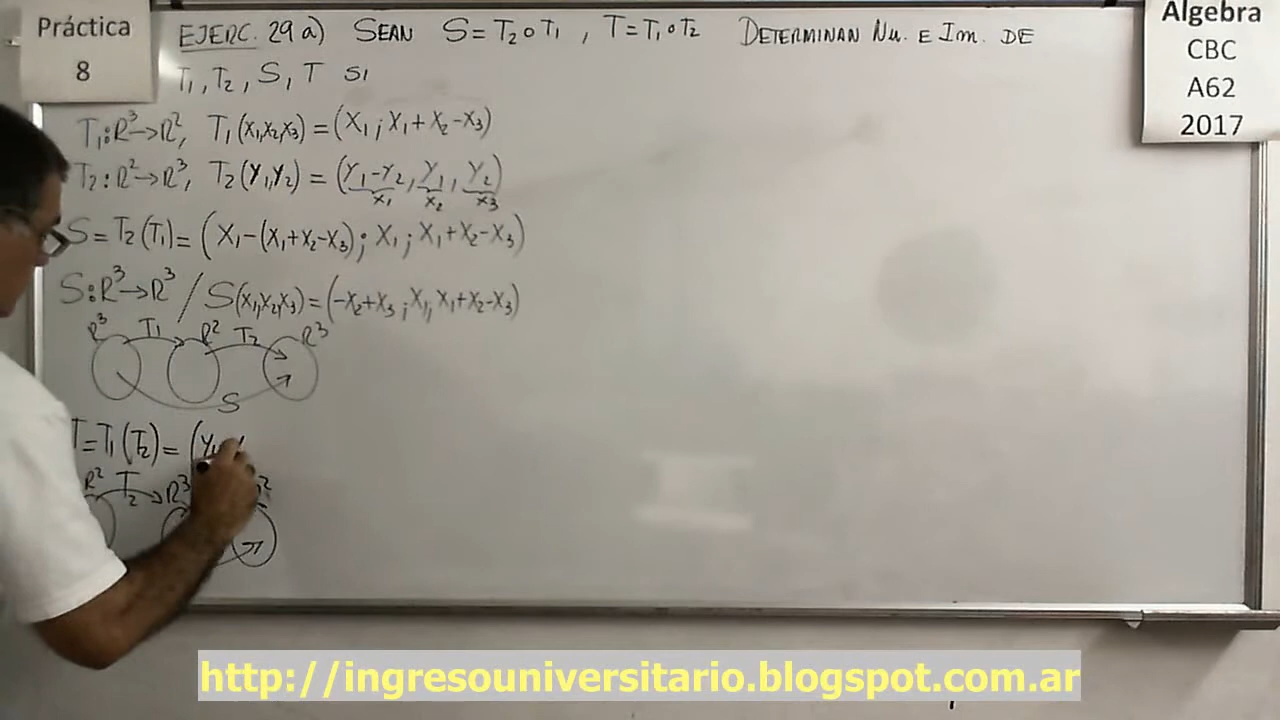 Práctica
8
EJERC. 29 a) SEAN S = T₂ o T₁ , T = T₁ o T₂ DETERMINAN Nu. E Im. DE
T₁, T₂, S, T SI
T₁: R³→R², T₁(x₁,x₂,x₃) = (x₁ ; x₁+x₂-x₃)
T₂: R²→R³, T₂(y₁,y₂) = (y₁-y₂, y₁, y₂)
x₁ x₂ x₃
S = T₂(T₁) = (x₁-(x₁+x₂-x₃) ; x₁ ; x₁+x₂-x₃)
S: R³→R³ / S(x₁,x₂,x₃) = (-x₂+x₃ ; x₁, x₁+x₂-x₃)
R³ T₁ R² T₂ R³
S
T = T₁(T₂) = (y₁
R² T₂ R³
Algebra
CBC
A62
2017
http://ingresouniversitario.blogspot.com.ar